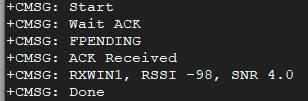 +CMSG: Start
+CMSG: Wait ACK
+CMSG: FPENDING
+CMSG: ACK Received
+CMSG: RXWIN1, RSSI -98, SNR 4.0
+CMSG: Done